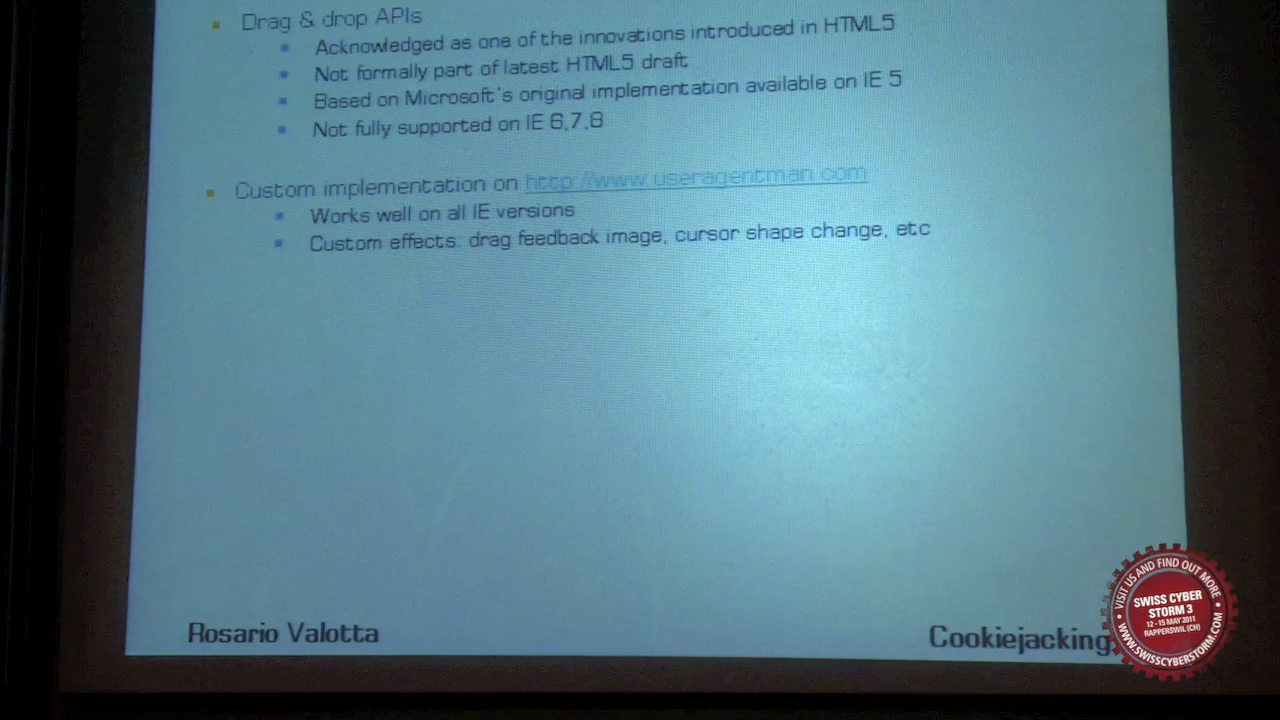 Drag & drop APIs
Acknowledged as one of the innovations introduced in HTML5
Not formally part of latest HTML5 draft
Based on Microsoft's original implementation available on IE 5
Not fully supported on IE 6,7,8
Custom implementation on http://www.useragentman.com
Works well on all IE versions
Custom effects: drag feedback image, cursor shape change, etc
Rosario Valotta
Cookiejacking
• VISIT US AND FIND OUT MORE •
SWISS CYBER
STORM 3
12 - 15 MAY 2011
RAPPERSWIL (CH)
WWW.SWISSCYBERSTORM.COM